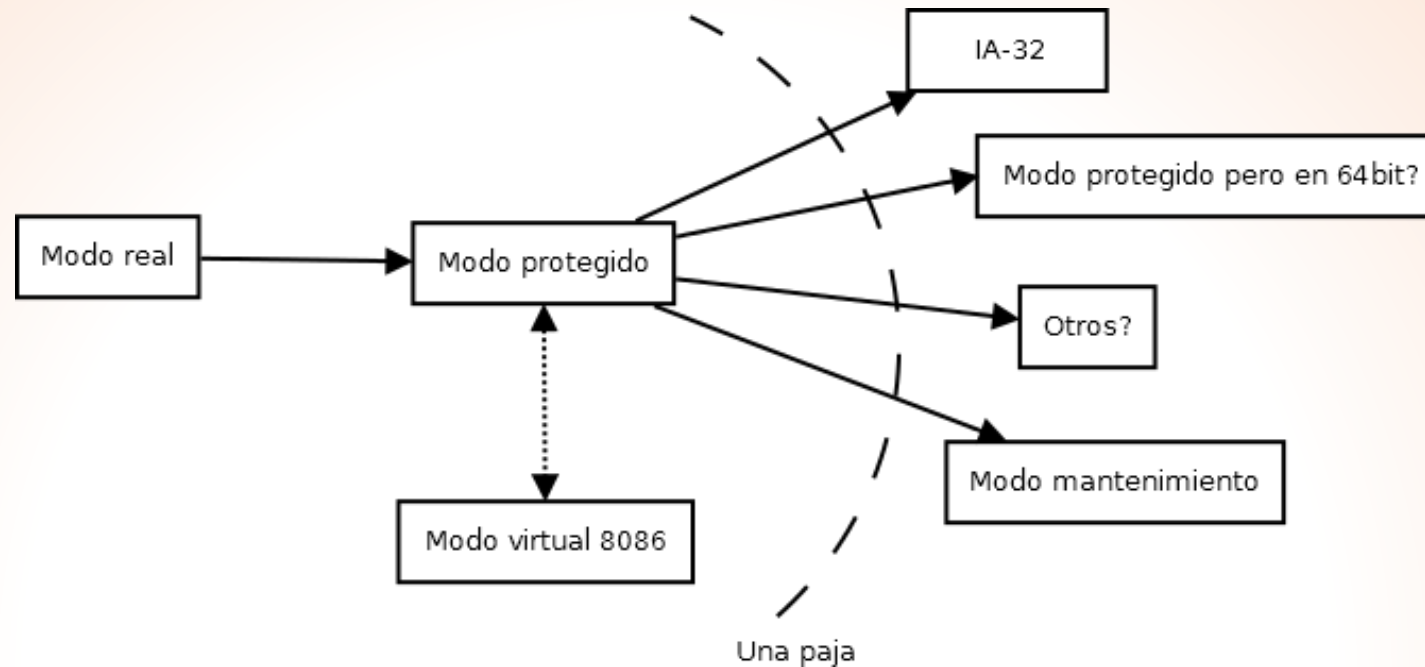 IA-32
Modo protegido pero en 64bit?
Modo real
Modo protegido
Otros?
Modo mantenimiento
Modo virtual 8086
Una paja